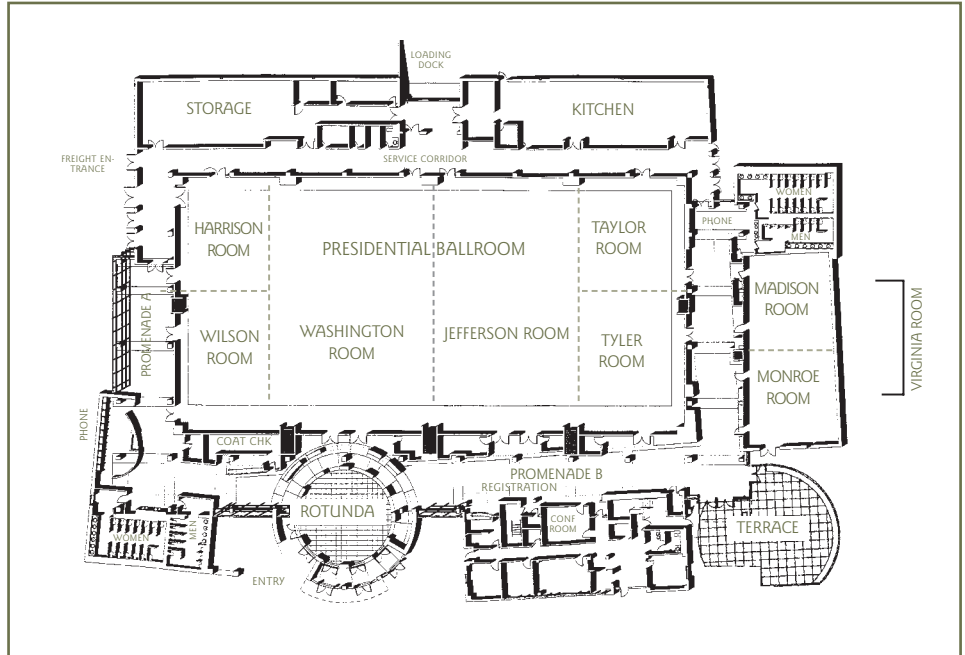 LOADING
DOCK
STORAGE
KITCHEN
FREIGHT EN-
TRANCE
SERVICE CORRIDOR
WOMEN
PHONE
MEN
HARRISON
ROOM
PRESIDENTIAL BALLROOM
TAYLOR
ROOM
MADISON
ROOM
PROMENADE A
WILSON
ROOM
WASHINGTON
ROOM
JEFFERSON ROOM
TYLER
ROOM
MONROE
ROOM
VIRGINIA ROOM
PHONE
COAT CHK
PROMENADE B
REGISTRATION
ROTUNDA
CONF
ROOM
TERRACE
WOMEN
MEN
ENTRY